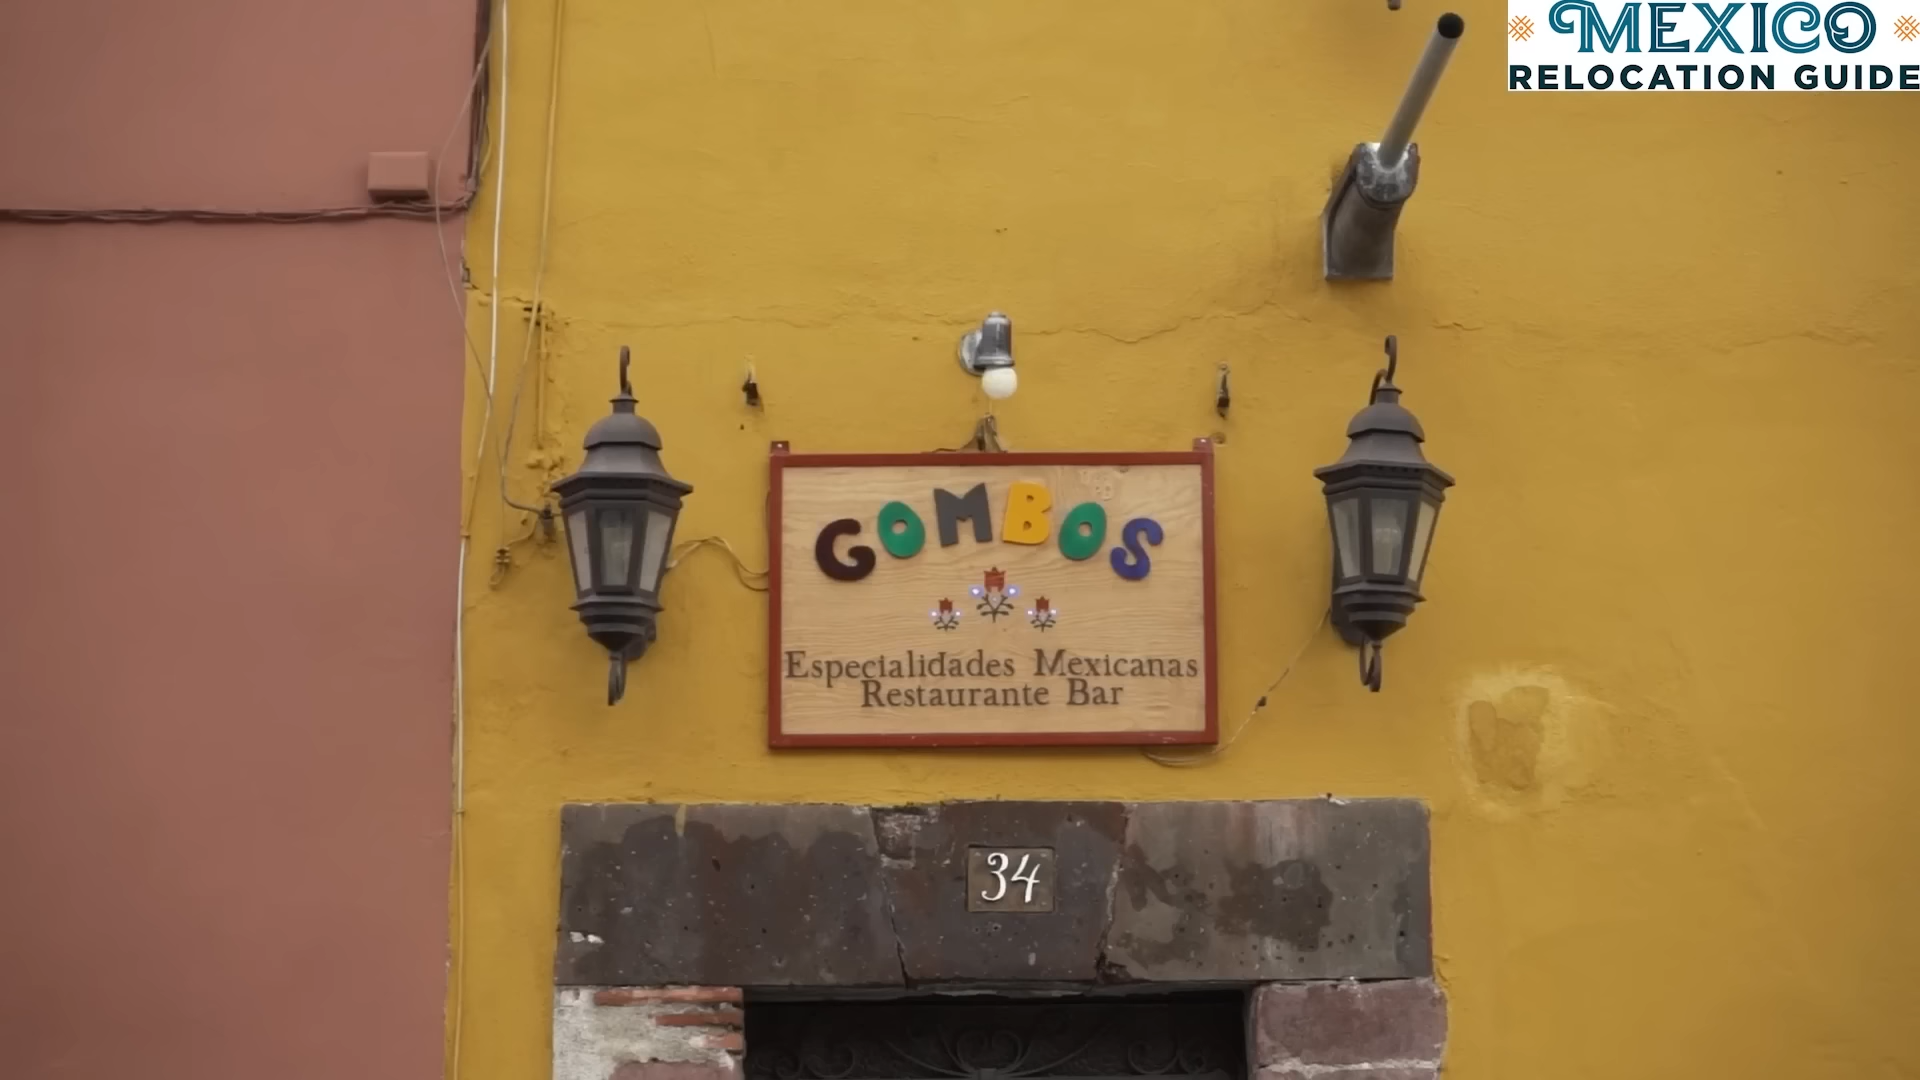 MEXICO
RELOCATION GUIDE
GOMBOS
Especialidades Mexicanas
Restaurante Bar
34